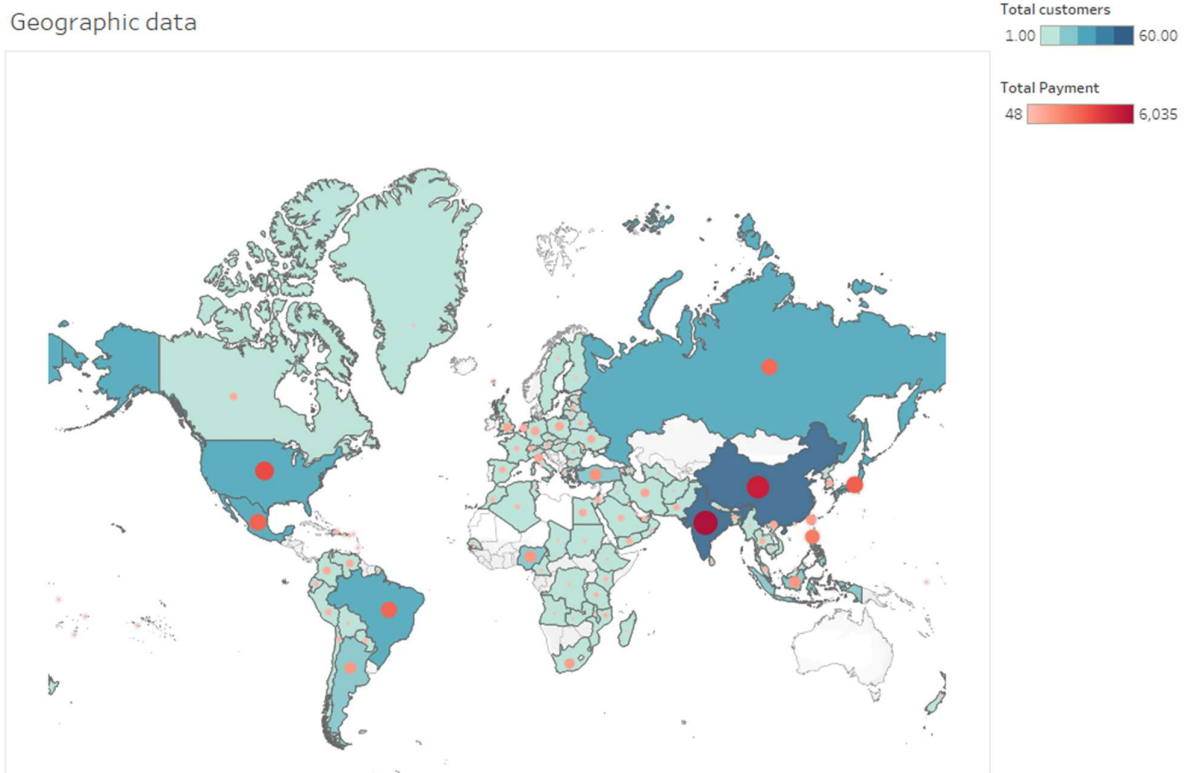 Geographic data
Total customers
1.00 60.00
Total Payment
48 6,035